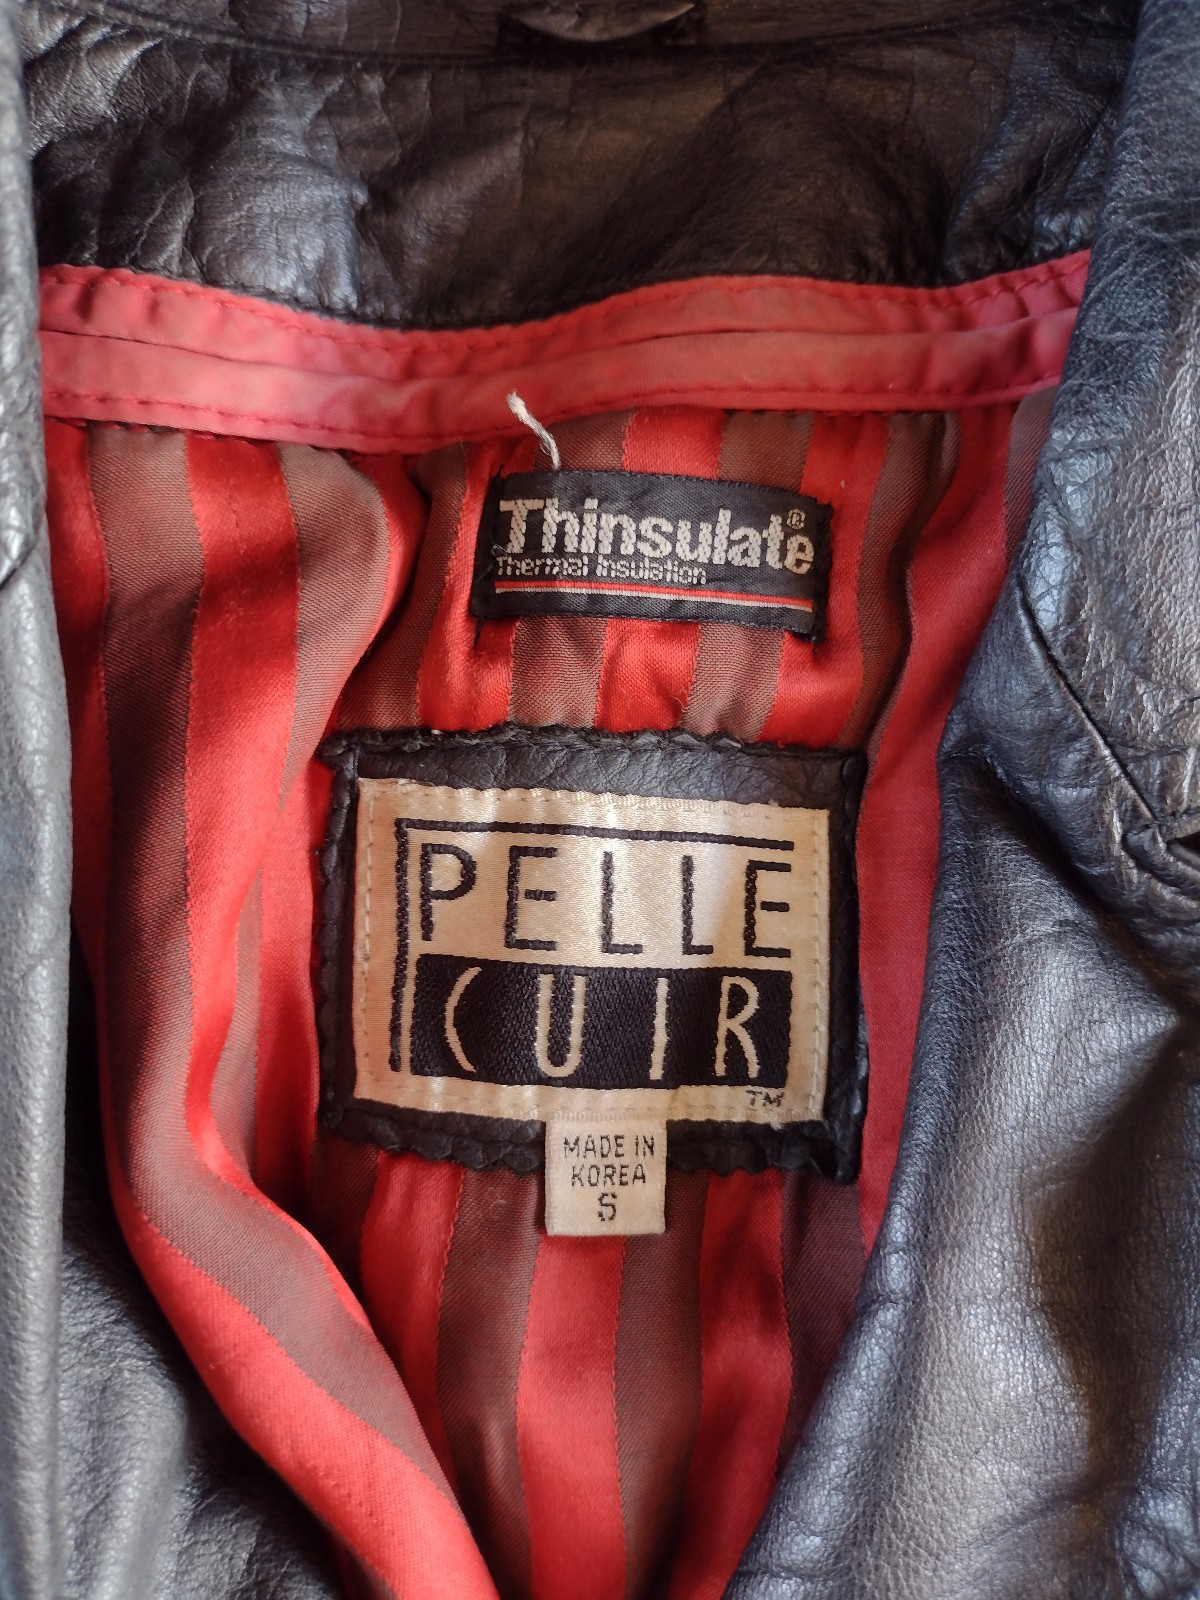 Thinsulate®
Thermal Insulation
PELLE
CUIR
TM
MADE IN
KOREA
S